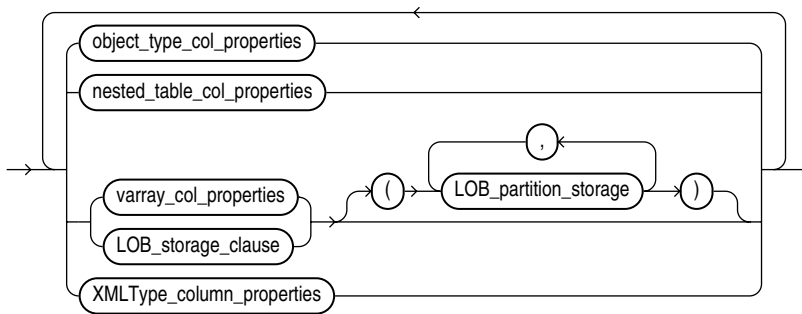 object_type_col_properties
nested_table_col_properties
,
varray_col_properties
( LOB_partition_storage )
LOB_storage_clause
XMLType_column_properties